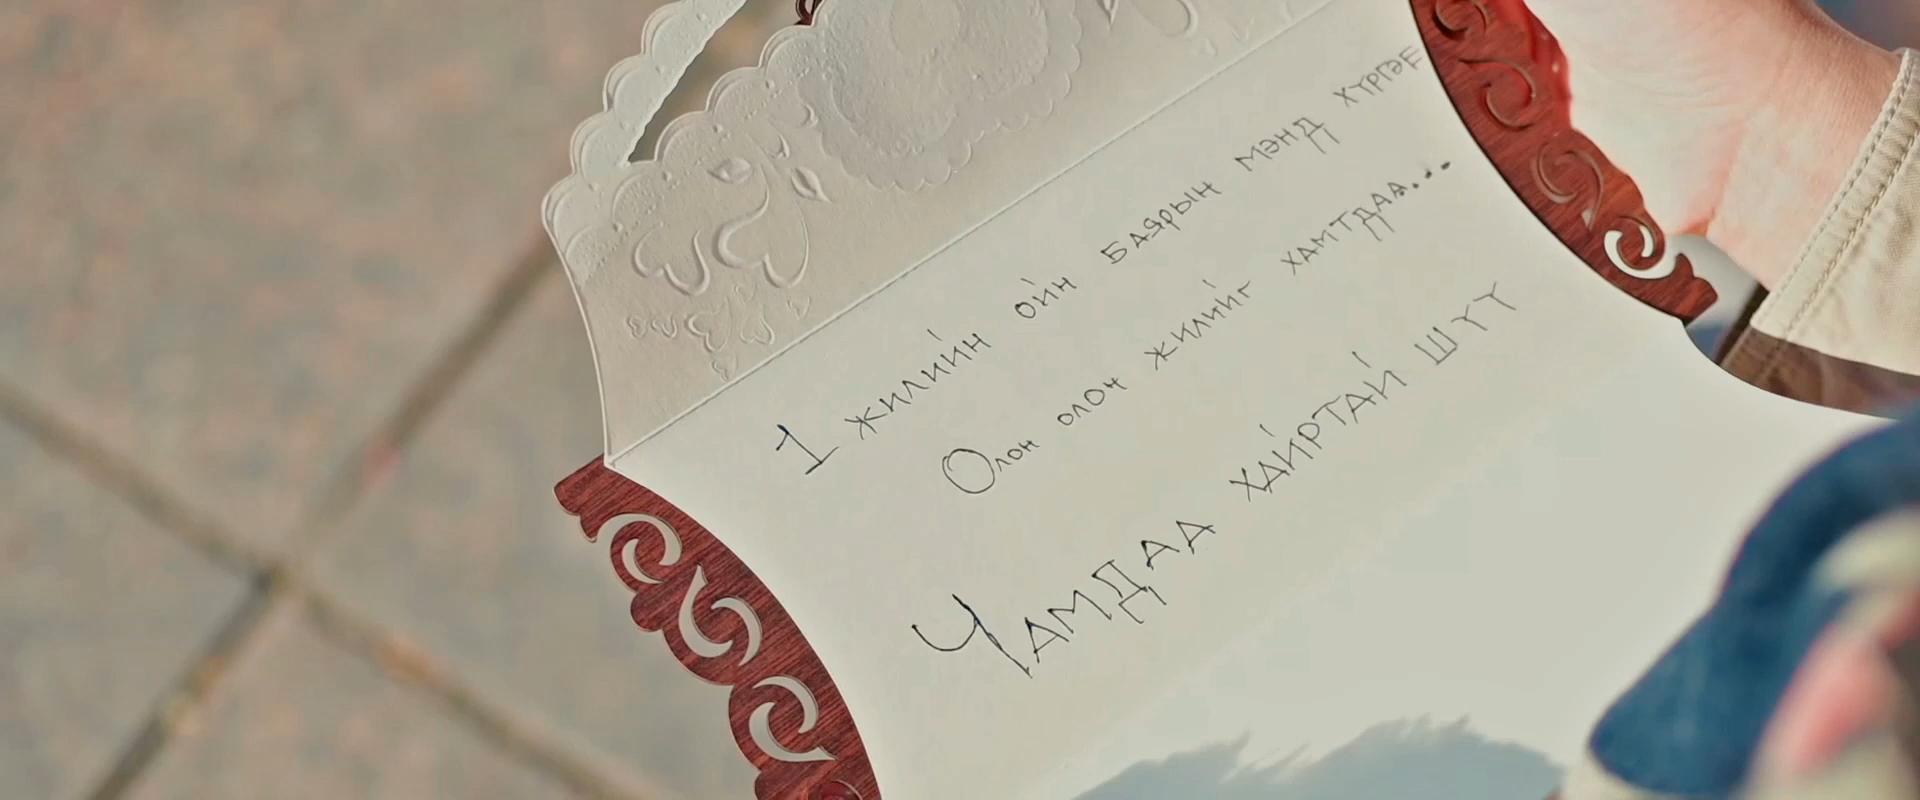 1 жилийн ойн баярын мэнд хүргэе
Олон олон жилийг хамтдаа...
Чамдаа хайртай шүү